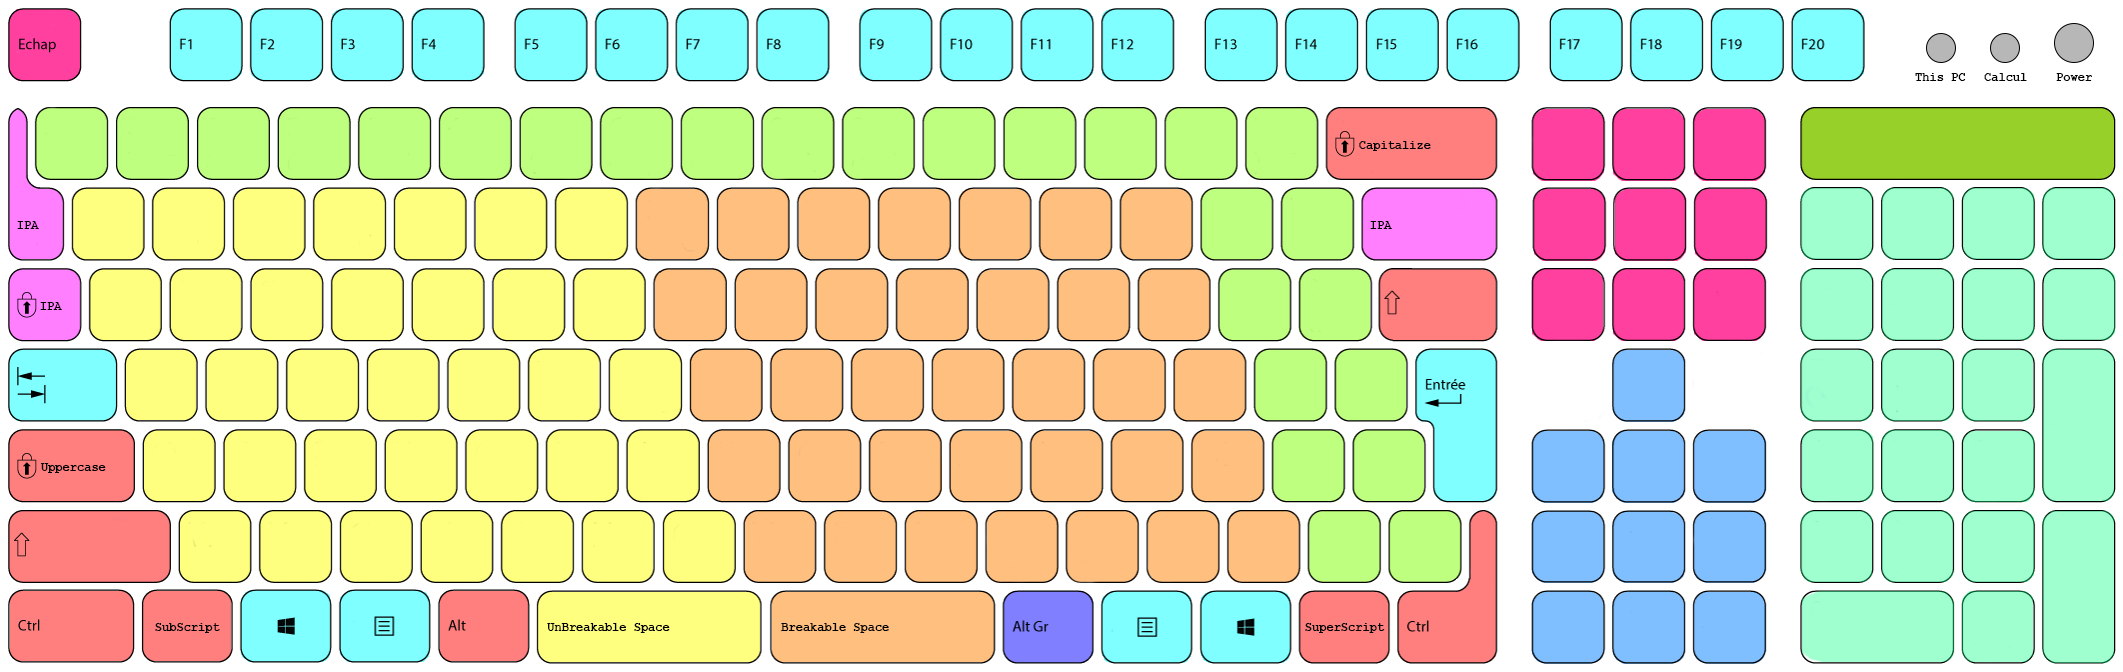 Echap F1 F2 F3 F4 F5 F6 F7 F8 F9 F10 F11 F12 F13 F14 F15 F16 F17 F18 F19 F20
This PC Calcul Power
Capitalize
IPA IPA
IPA
Entrée
Uppercase
Ctrl SubScript Alt UnBreakable Space Breakable Space Alt Gr SuperScript Ctrl